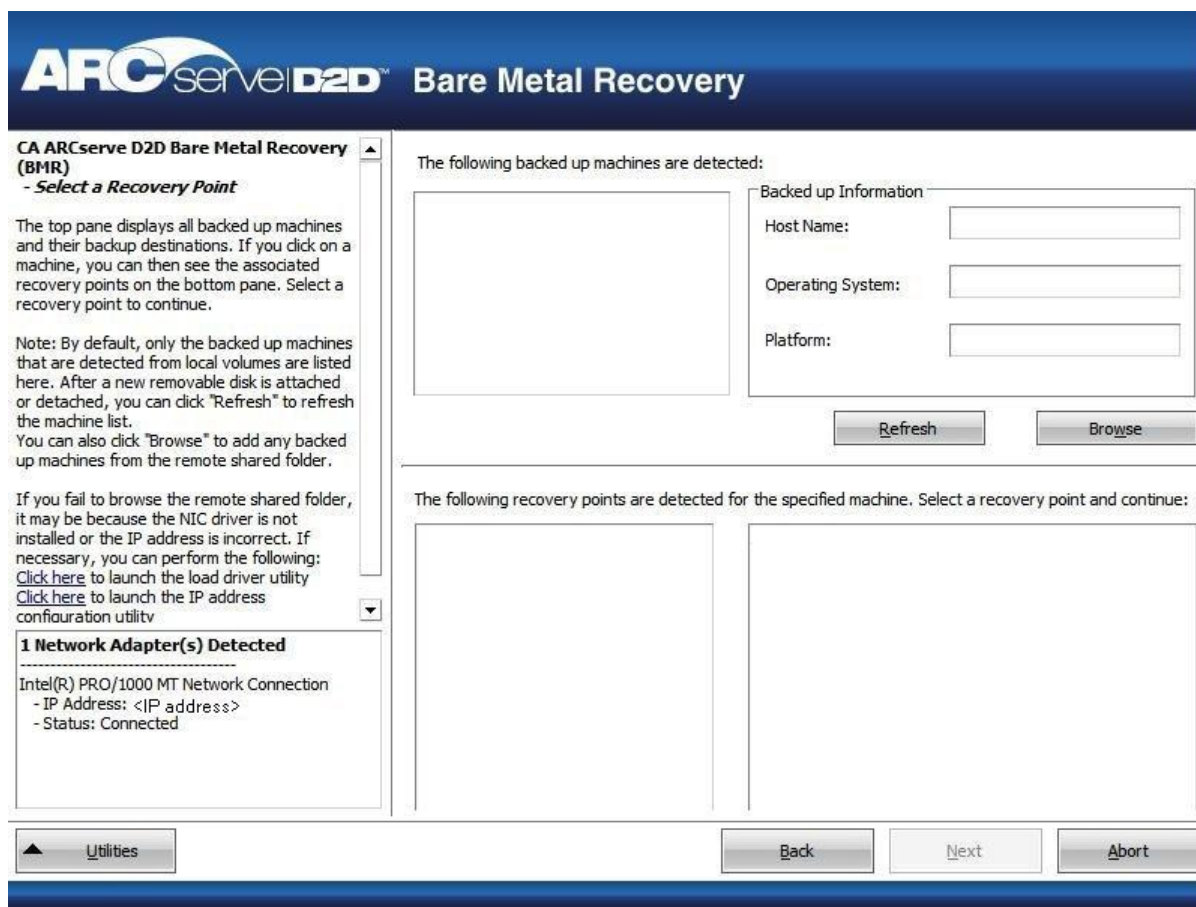 ARCserve D2D™ Bare Metal Recovery
CA ARCserve D2D Bare Metal Recovery
(BMR)
- Select a Recovery Point
The top pane displays all backed up machines
and their backup destinations. If you click on a
machine, you can then see the associated
recovery points on the bottom pane. Select a
recovery point to continue.
Note: By default, only the backed up machines
that are detected from local volumes are listed
here. After a new removable disk is attached
or detached, you can click "Refresh" to refresh
the machine list.
You can also click "Browse" to add any backed
up machines from the remote shared folder.
If you fail to browse the remote shared folder,
it may be because the NIC driver is not
installed or the IP address is incorrect. If
necessary, you can perform the following:
Click here to launch the load driver utility
Click here to launch the IP address
configuration utility
1 Network Adapter(s) Detected
------------------------------------
Intel(R) PRO/1000 MT Network Connection
- IP Address: <IP address>
- Status: Connected
The following backed up machines are detected:
Backed up Information
Host Name:
Operating System:
Platform:
Refresh
Browse
The following recovery points are detected for the specified machine. Select a recovery point and continue:
Utilities
Back
Next
Abort